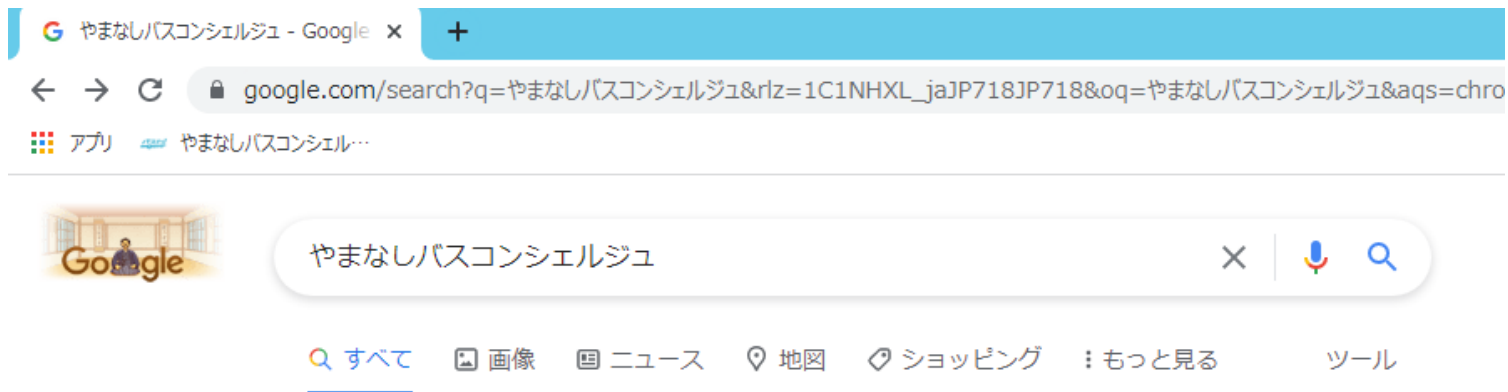 やまなしバスコンシェルジュ - Google
google.com/search?q=やまなしバスコンシェルジュ&rlz=1C1NHXL_jaJP718JP718&oq=やまなしバスコンシェルジュ&aqs=chro
アプリ やまなしバスコンシェル…
Google やまなしバスコンシェルジュ
すべて 画像 ニュース 地図 ショッピング もっと見る ツール